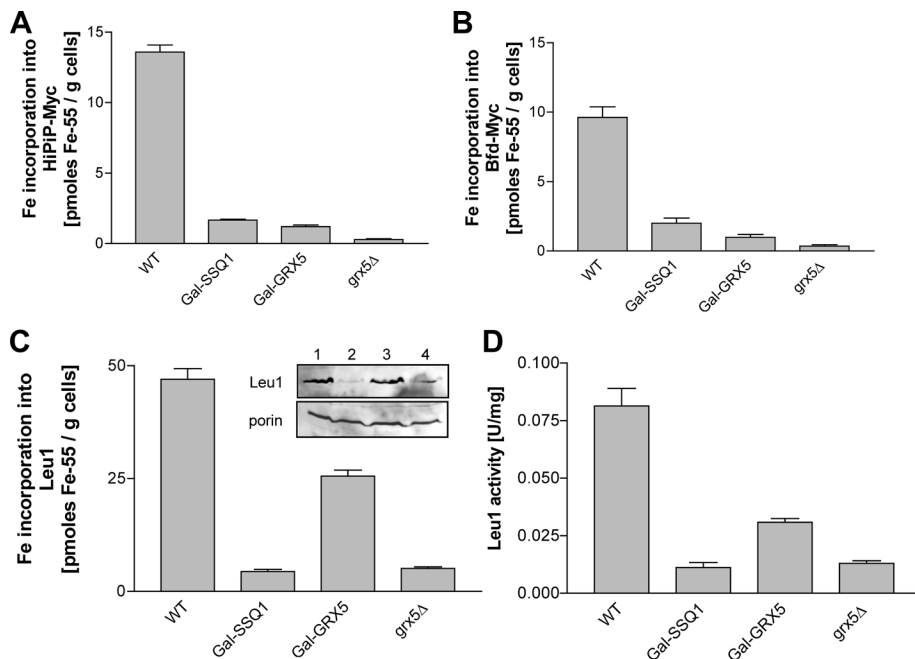 A
Fe incorporation into
HiPiP-Myc
[pmoles Fe-55 / g cells]
15
10
5
0
WT
Gal-SSQ1
Gal-GRX5
grx5Δ
B
Fe incorporation into
Bfd-Myc
[pmoles Fe-55 / g cells]
15
10
5
0
WT
Gal-SSQ1
Gal-GRX5
grx5Δ
C
Fe incorporation into
Leu1
[pmoles Fe-55 / g cells]
50
25
0
1 2 3 4
Leu1
porin
WT
Gal-SSQ1
Gal-GRX5
grx5Δ
D
Leu1 activity [U/mg]
0.100
0.075
0.050
0.025
0.000
WT
Gal-SSQ1
Gal-GRX5
grx5Δ